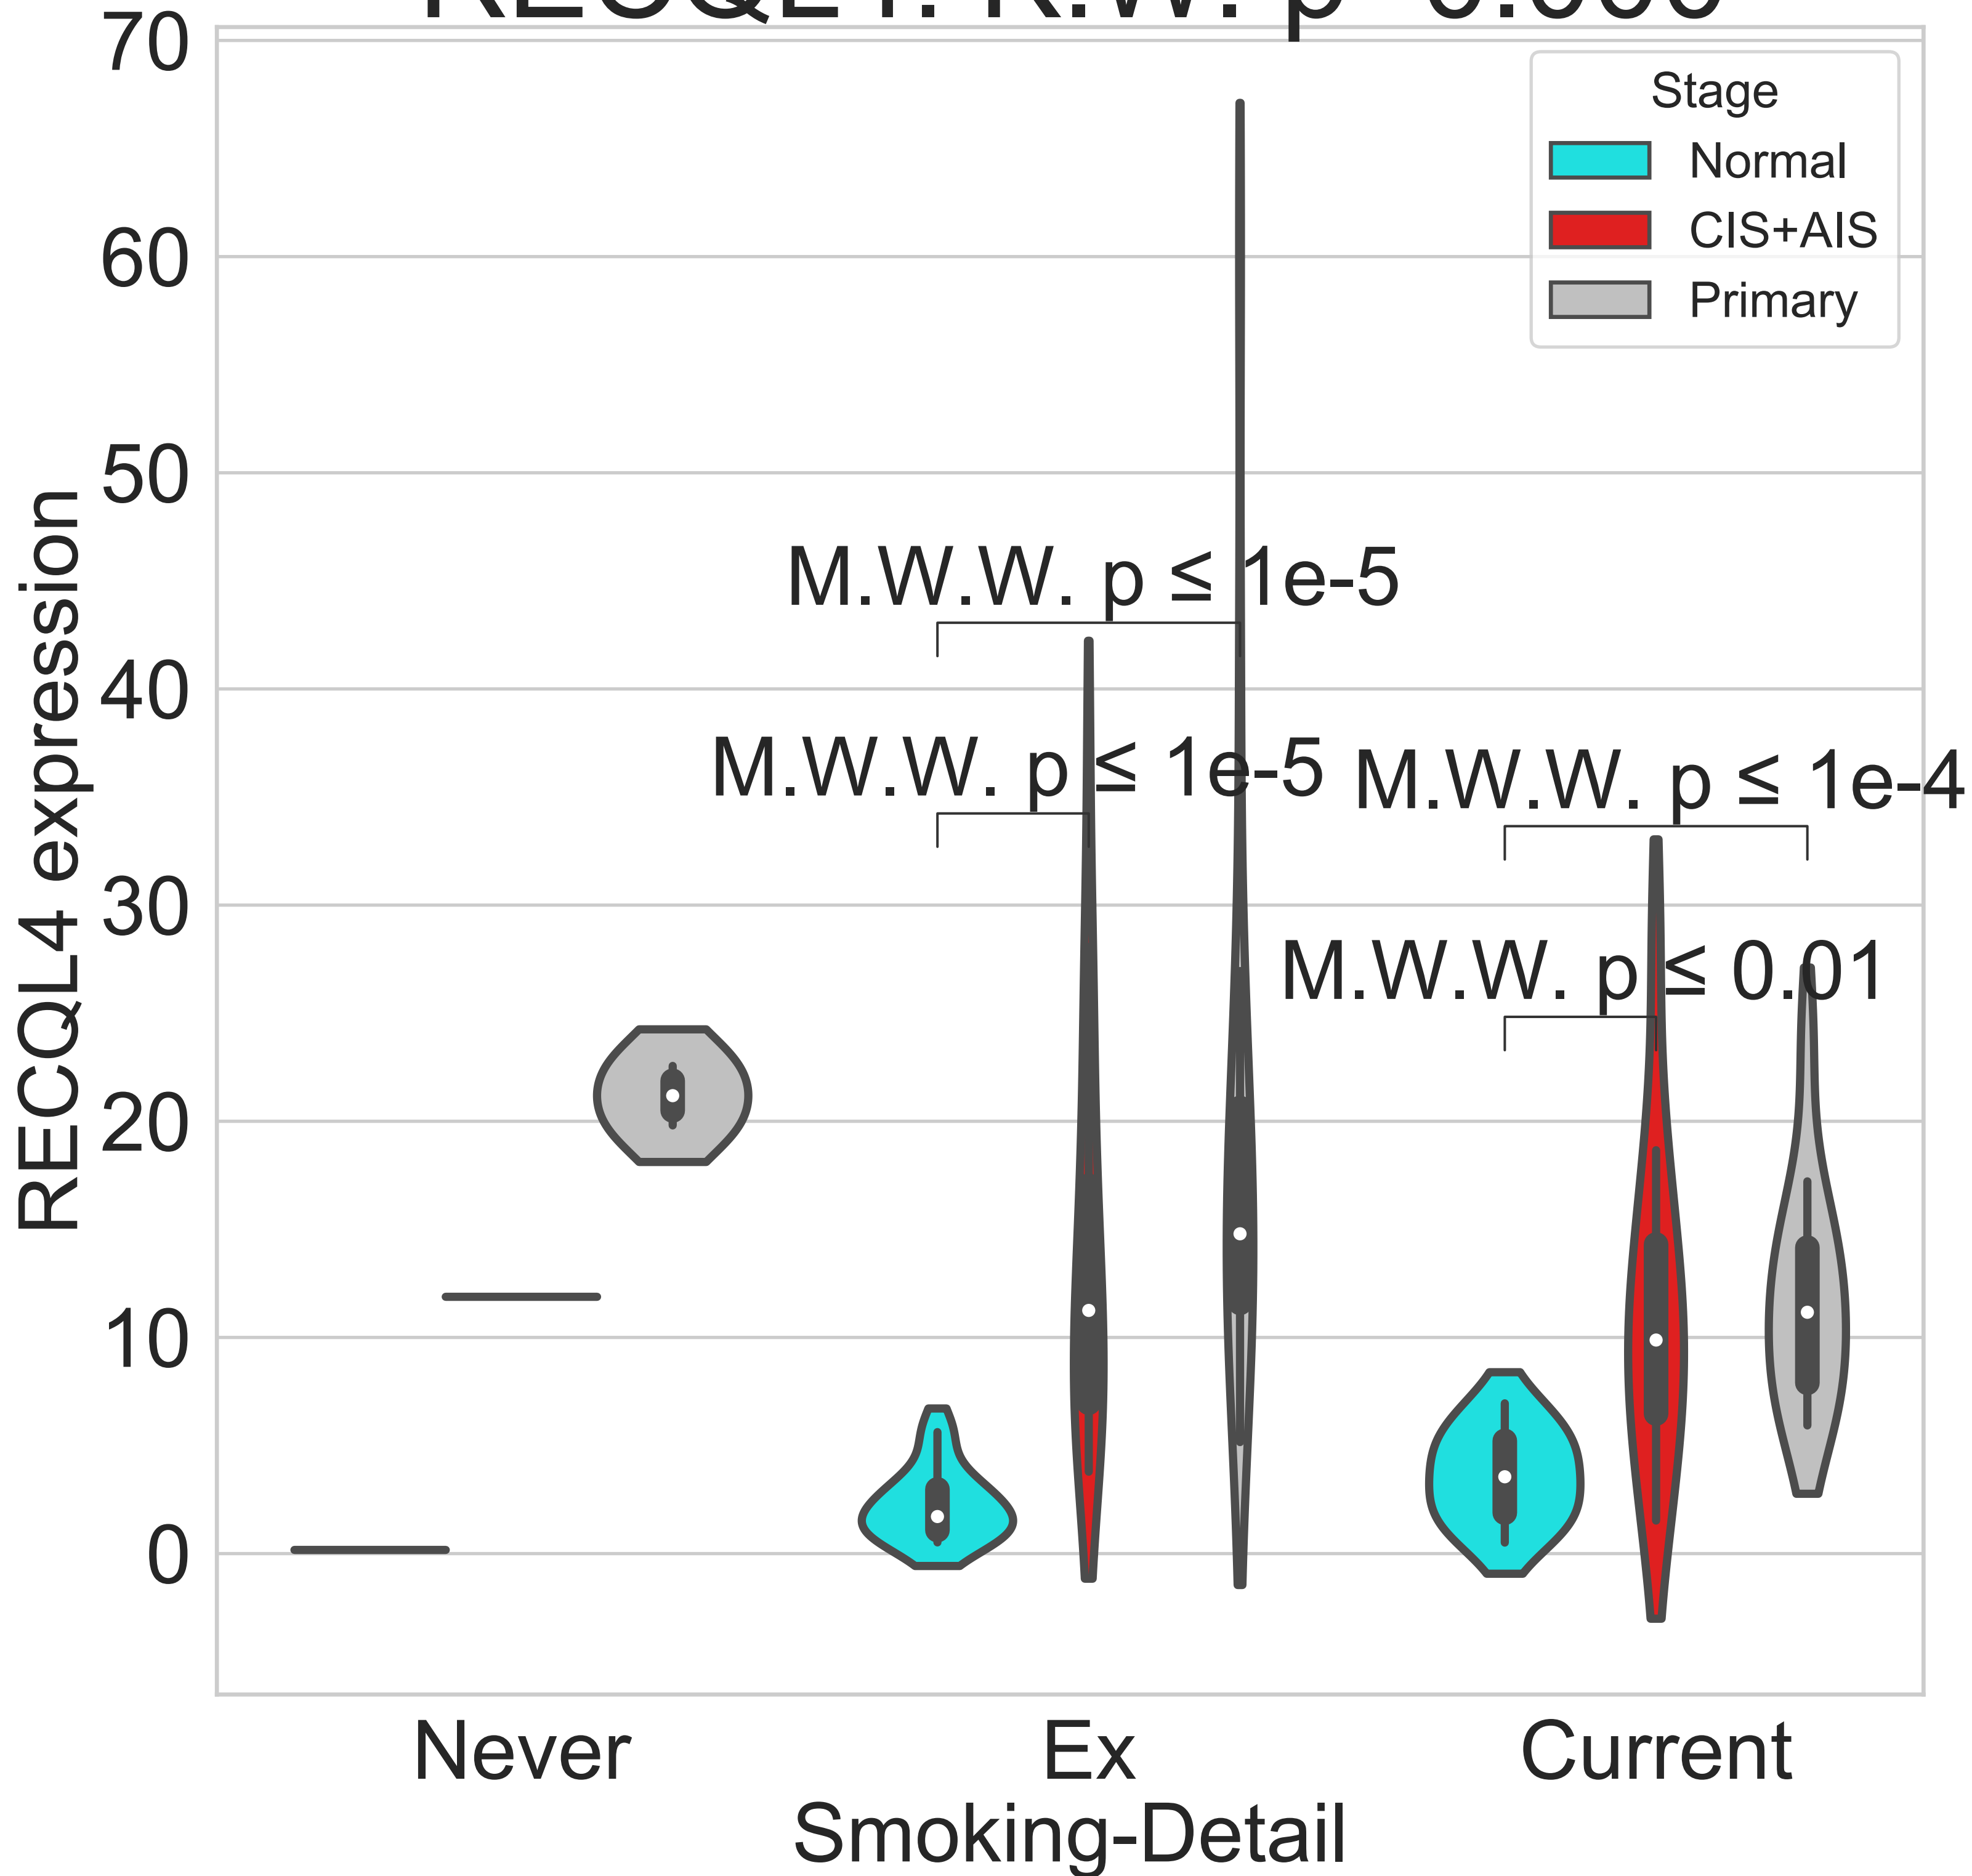 70
60
50
40
30
20
10
0
RECQL4 expression
Stage
Normal
CIS+AIS
Primary
M.W.W. p ≤ 1e-5
M.W.W. p ≤ 1e-5
M.W.W. p ≤ 1e-4
M.W.W. p ≤ 0.01
Never
Ex
Current
Smoking-Detail